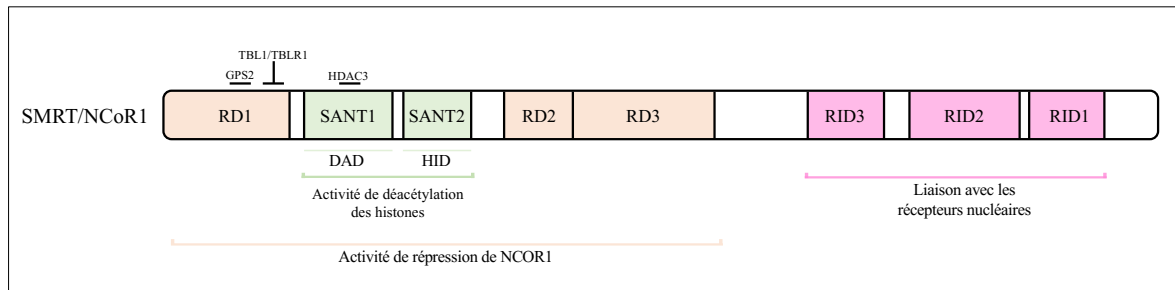 TBL1/TBLR1
GPS2
HDAC3
SMRT/NCoR1
RD1
SANT1
SANT2
RD2
RD3
RID3
RID2
RID1
DAD
HID
Activité de déacétylation
des histones
Liaison avec les
récepteurs nucléaires
Activité de répression de NCOR1